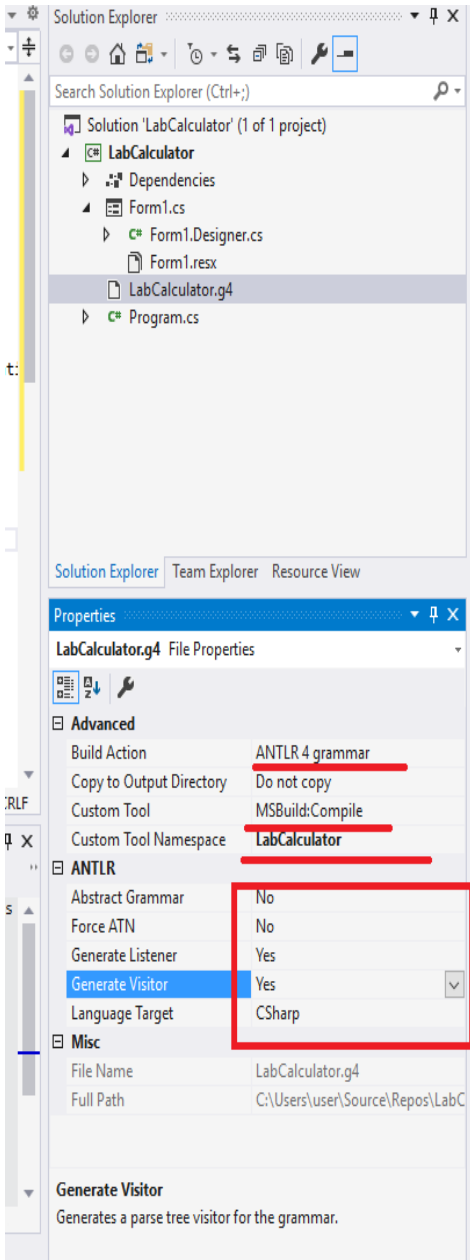 Solution Explorer
Search Solution Explorer (Ctrl+;)
Solution 'LabCalculator' (1 of 1 project)
C# LabCalculator
Dependencies
Form1.cs
C# Form1.Designer.cs
Form1.resx
LabCalculator.g4
C# Program.cs
Solution Explorer Team Explorer Resource View
Properties
LabCalculator.g4 File Properties
Advanced
Build Action ANTLR 4 grammar
Copy to Output Directory Do not copy
Custom Tool MSBuild:Compile
Custom Tool Namespace LabCalculator
ANTLR
Abstract Grammar No
Force ATN No
Generate Listener Yes
Generate Visitor Yes
Language Target CSharp
Misc
File Name LabCalculator.g4
Full Path C:\Users\user\Source\Repos\LabC
Generate Visitor
Generates a parse tree visitor for the grammar.